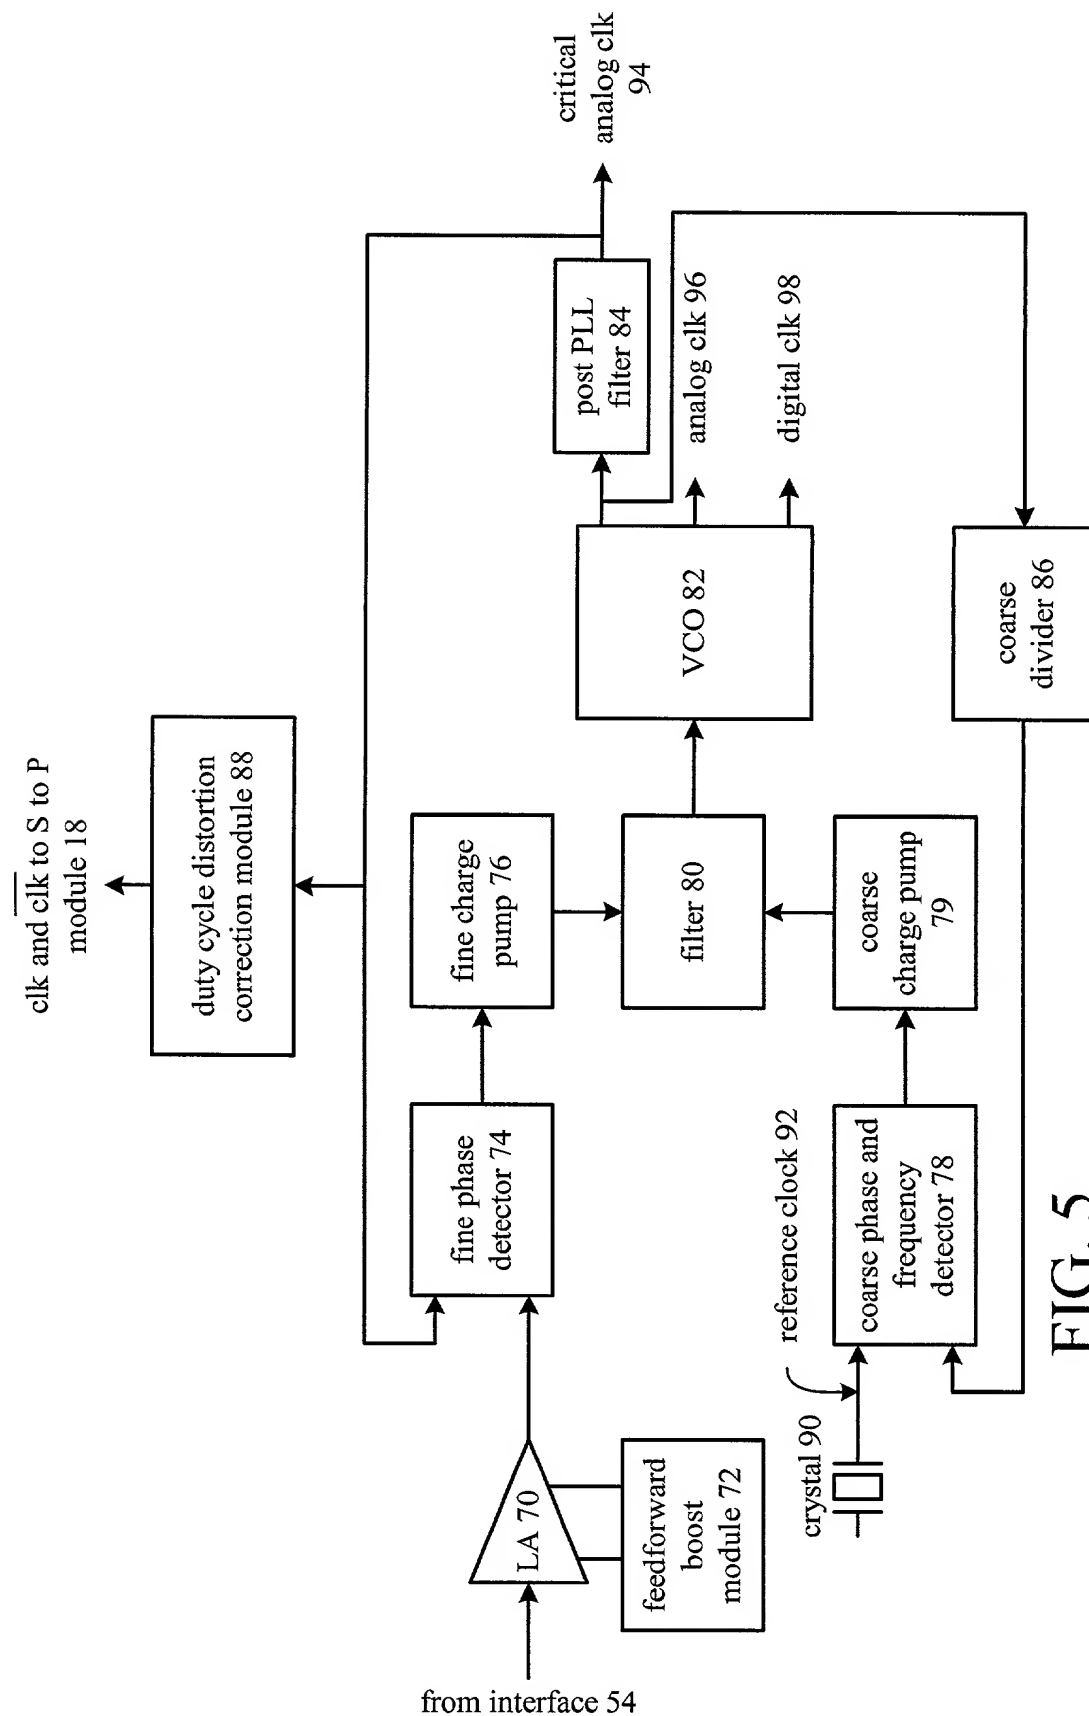 clk and c̅l̅k̅ to S to P
module 18
duty cycle distortion
correction module 88
critical
analog clk
94
post PLL
filter 84
analog clk 96
digital clk 98
VCO 82
coarse
divider 86
fine charge
pump 76
filter 80
coarse
charge pump
79
fine phase
detector 74
reference clock 92
coarse phase and
frequency
detector 78
LA 70
feedforward
boost
module 72
crystal 90
from interface 54
FIG. 5